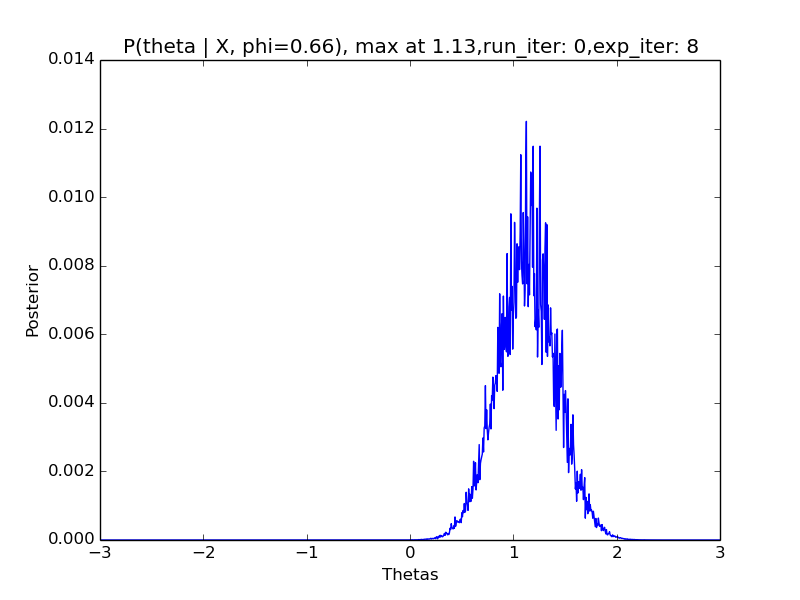 P(theta | X, phi=0.66), max at 1.13,run_iter: 0,exp_iter: 8
0.014
0.012
0.010
0.008
0.006
0.004
0.002
0.000
Posterior
−3 −2 −1 0 1 2 3
Thetas